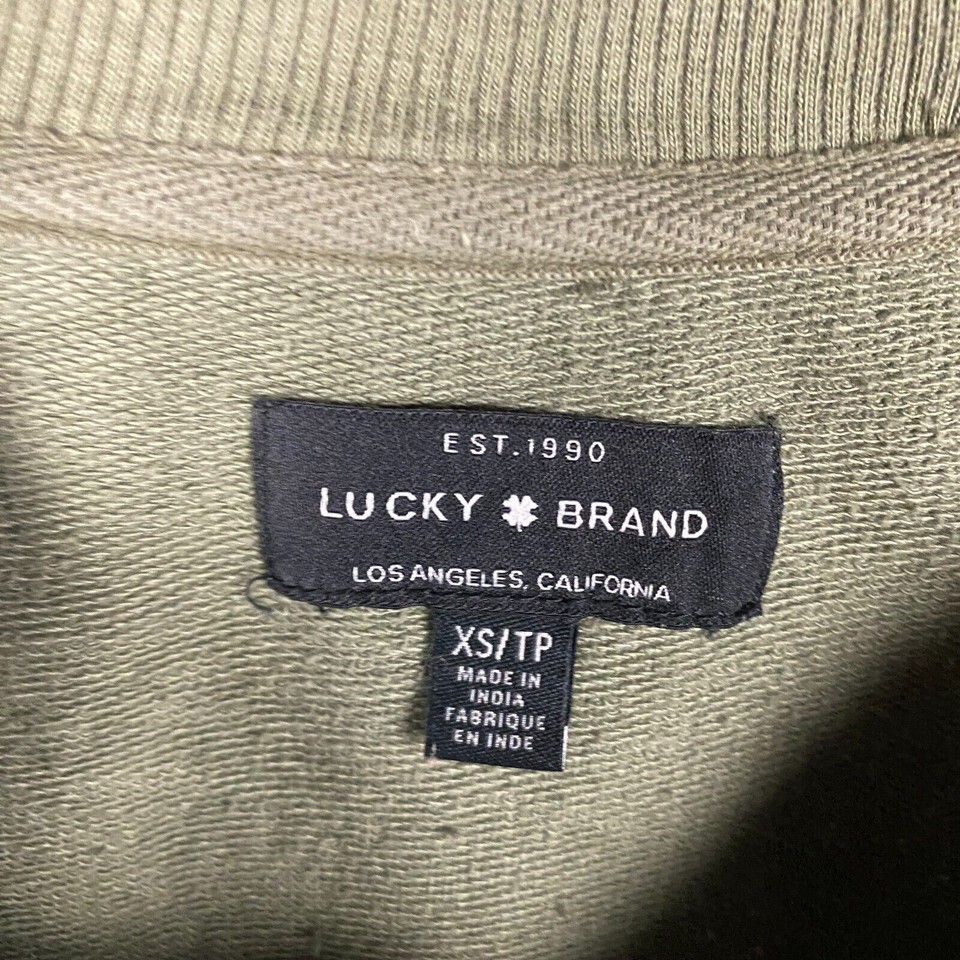 EST. 1990
LUCKY BRAND
LOS ANGELES, CALIFORNIA
XS/TP
MADE IN
INDIA
FABRIQUE
EN INDE